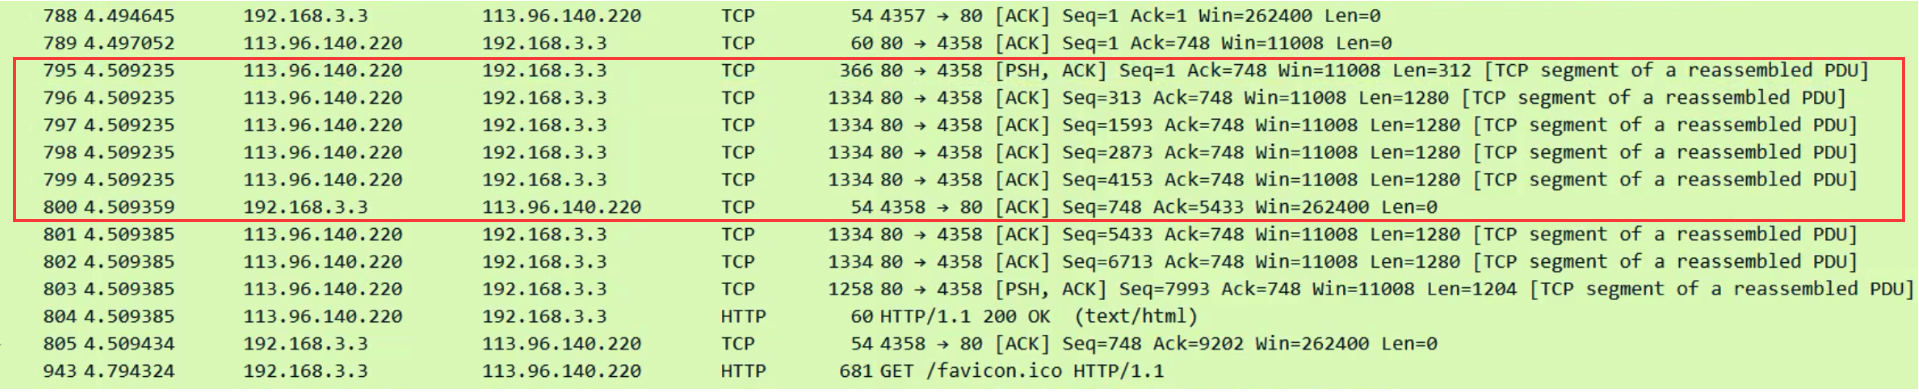 788 4.494645 192.168.3.3 113.96.140.220 TCP 54 4357 → 80 [ACK] Seq=1 Ack=1 Win=262400 Len=0
789 4.497052 113.96.140.220 192.168.3.3 TCP 60 80 → 4358 [ACK] Seq=1 Ack=748 Win=11008 Len=0
795 4.509235 113.96.140.220 192.168.3.3 TCP 366 80 → 4358 [PSH, ACK] Seq=1 Ack=748 Win=11008 Len=312 [TCP segment of a reassembled PDU]
796 4.509235 113.96.140.220 192.168.3.3 TCP 1334 80 → 4358 [ACK] Seq=313 Ack=748 Win=11008 Len=1280 [TCP segment of a reassembled PDU]
797 4.509235 113.96.140.220 192.168.3.3 TCP 1334 80 → 4358 [ACK] Seq=1593 Ack=748 Win=11008 Len=1280 [TCP segment of a reassembled PDU]
798 4.509235 113.96.140.220 192.168.3.3 TCP 1334 80 → 4358 [ACK] Seq=2873 Ack=748 Win=11008 Len=1280 [TCP segment of a reassembled PDU]
799 4.509235 113.96.140.220 192.168.3.3 TCP 1334 80 → 4358 [ACK] Seq=4153 Ack=748 Win=11008 Len=1280 [TCP segment of a reassembled PDU]
800 4.509359 192.168.3.3 113.96.140.220 TCP 54 4358 → 80 [ACK] Seq=748 Ack=5433 Win=262400 Len=0
801 4.509385 113.96.140.220 192.168.3.3 TCP 1334 80 → 4358 [ACK] Seq=5433 Ack=748 Win=11008 Len=1280 [TCP segment of a reassembled PDU]
802 4.509385 113.96.140.220 192.168.3.3 TCP 1334 80 → 4358 [ACK] Seq=6713 Ack=748 Win=11008 Len=1280 [TCP segment of a reassembled PDU]
803 4.509385 113.96.140.220 192.168.3.3 TCP 1258 80 → 4358 [PSH, ACK] Seq=7993 Ack=748 Win=11008 Len=1204 [TCP segment of a reassembled PDU]
804 4.509385 113.96.140.220 192.168.3.3 HTTP 60 HTTP/1.1 200 OK (text/html)
805 4.509434 192.168.3.3 113.96.140.220 TCP 54 4358 → 80 [ACK] Seq=748 Ack=9202 Win=262400 Len=0
943 4.794324 192.168.3.3 113.96.140.220 HTTP 681 GET /favicon.ico HTTP/1.1